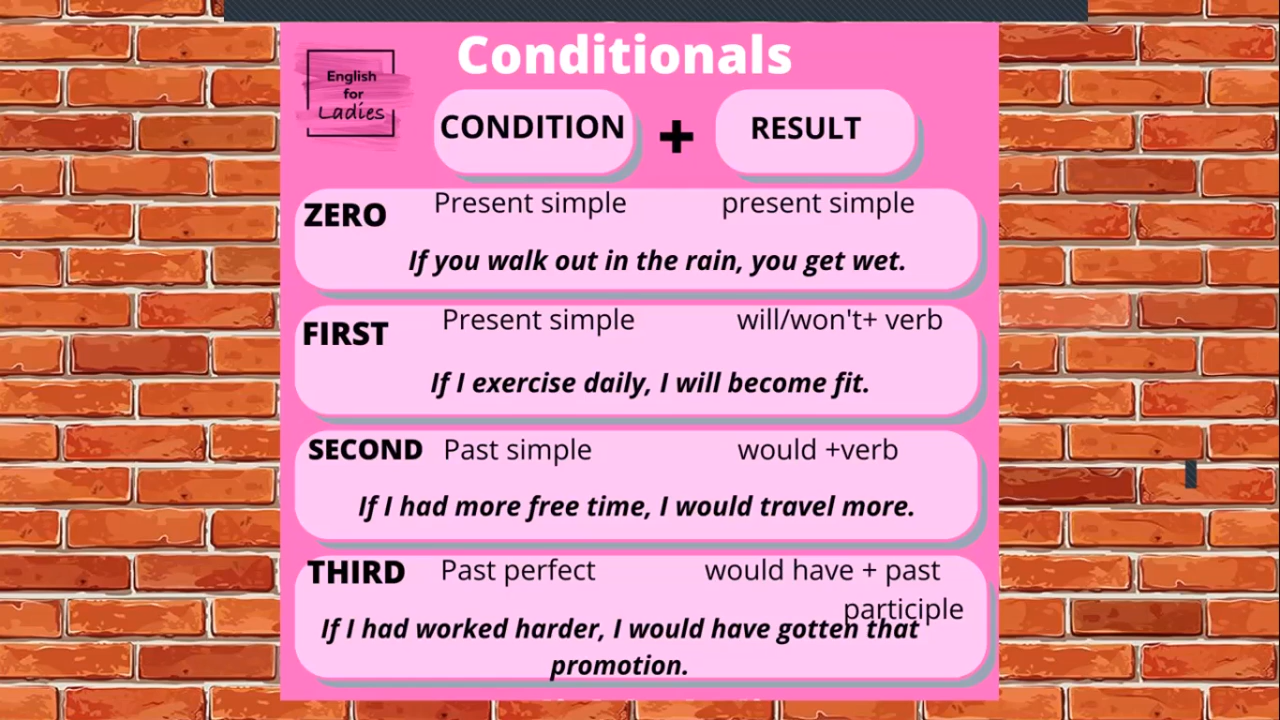 Conditionals
English
for
Ladies
CONDITION + RESULT
ZERO Present simple present simple
If you walk out in the rain, you get wet.
FIRST Present simple will/won't+ verb
If I exercise daily, I will become fit.
SECOND Past simple would +verb
If I had more free time, I would travel more.
THIRD Past perfect would have + past
participle
If I had worked harder, I would have gotten that
promotion.